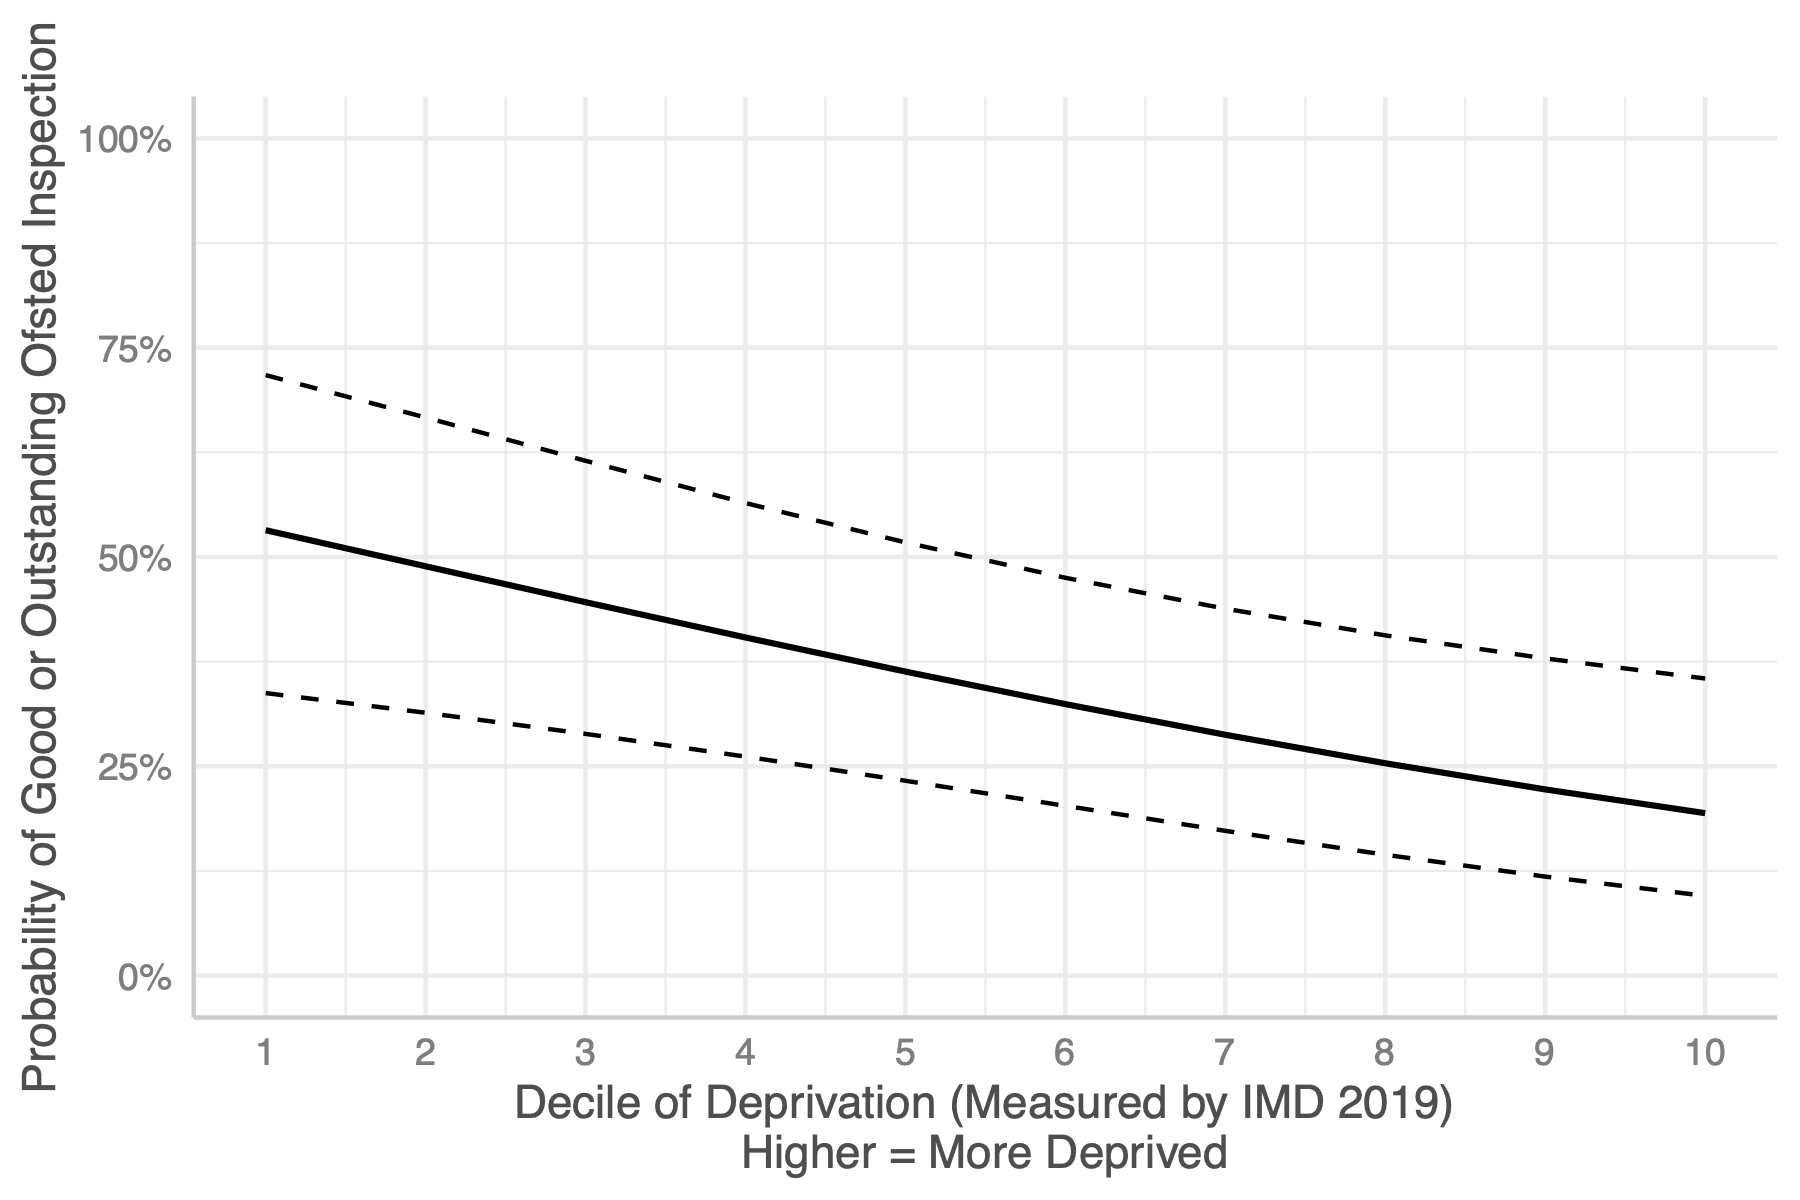 Probability of Good or Outstanding Ofsted Inspection
100%
75%
50%
25%
0%
1 2 3 4 5 6 7 8 9 10
Decile of Deprivation (Measured by IMD 2019)
Higher = More Deprived